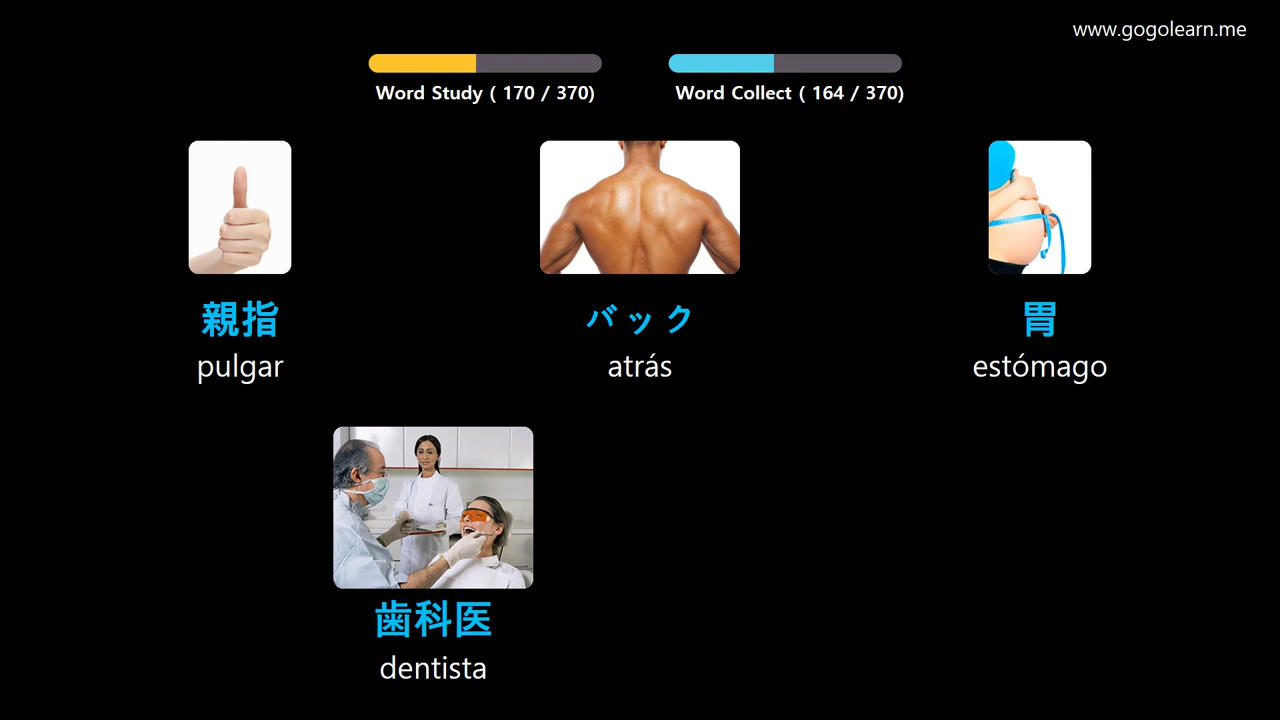 www.gogolearn.me
Word Study ( 170 / 370)
Word Collect ( 164 / 370)
親指
pulgar
バック
atrás
胃
estómago
歯科医
dentista